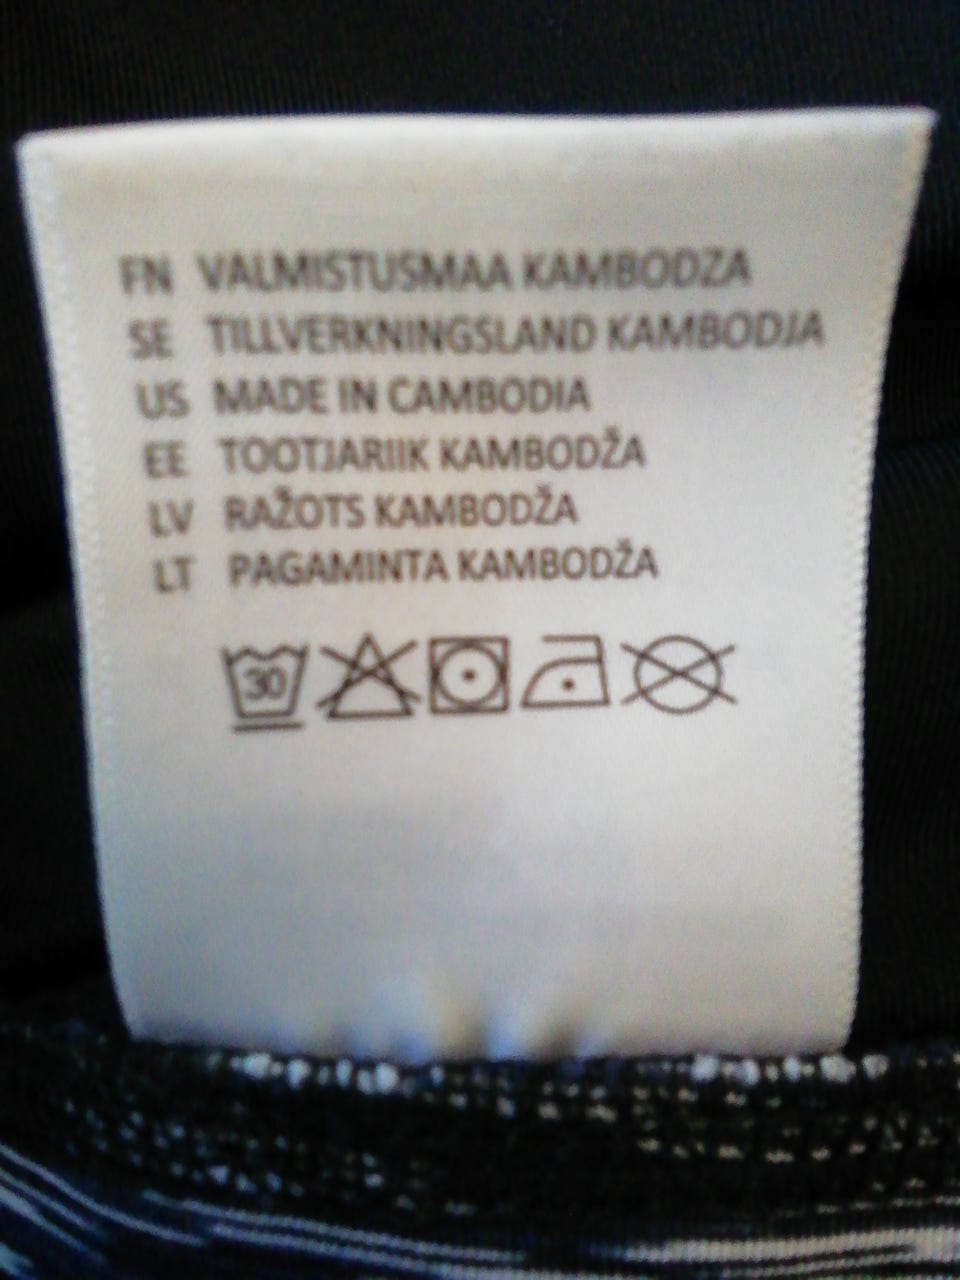 FN VALMISTUSMAA KAMBODZA
SE TILLVERKNINGSLAND KAMBODJA
US MADE IN CAMBODIA
EE TOOTJARIIK KAMBODŽA
LV RAŽOTS KAMBODŽA
LT PAGAMINTA KAMBODŽA
30